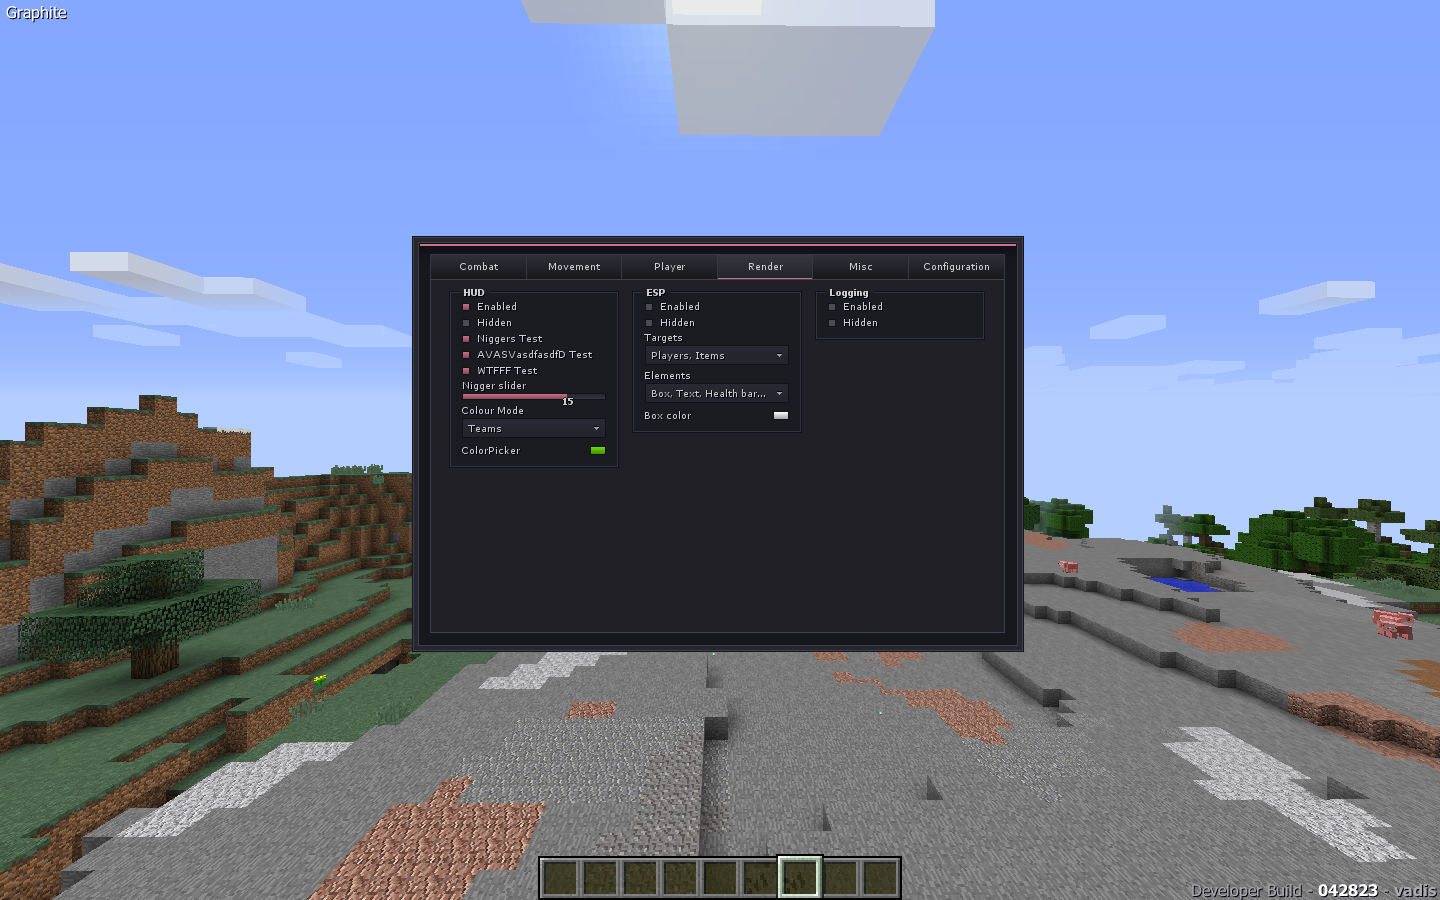 Graphite
Combat Movement Player Render Misc Configuration
HUD
Enabled
Hidden
Niggers Test
AVASVasdfasdfD Test
WTFFF Test
Nigger slider
15
Colour Mode
Teams
ColorPicker
ESP
Enabled
Hidden
Targets
Players, Items
Elements
Box, Text, Health bar...
Box color
Logging
Enabled
Hidden
Developer Build - 042823 - vadis